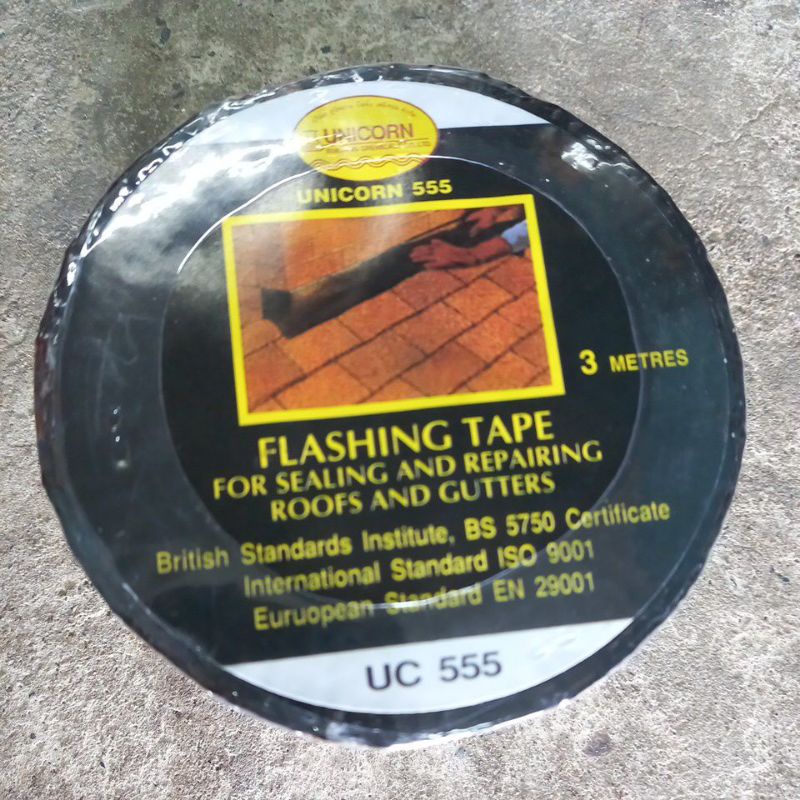 UNICORN
UNICORN 555
3 METRES
FLASHING TAPE
FOR SEALING AND REPAIRING
ROOFS AND GUTTERS
British Standards Institute, BS 5750 Certificate
International Standard ISO 9001
Euruopean Standard EN 29001
UC 555